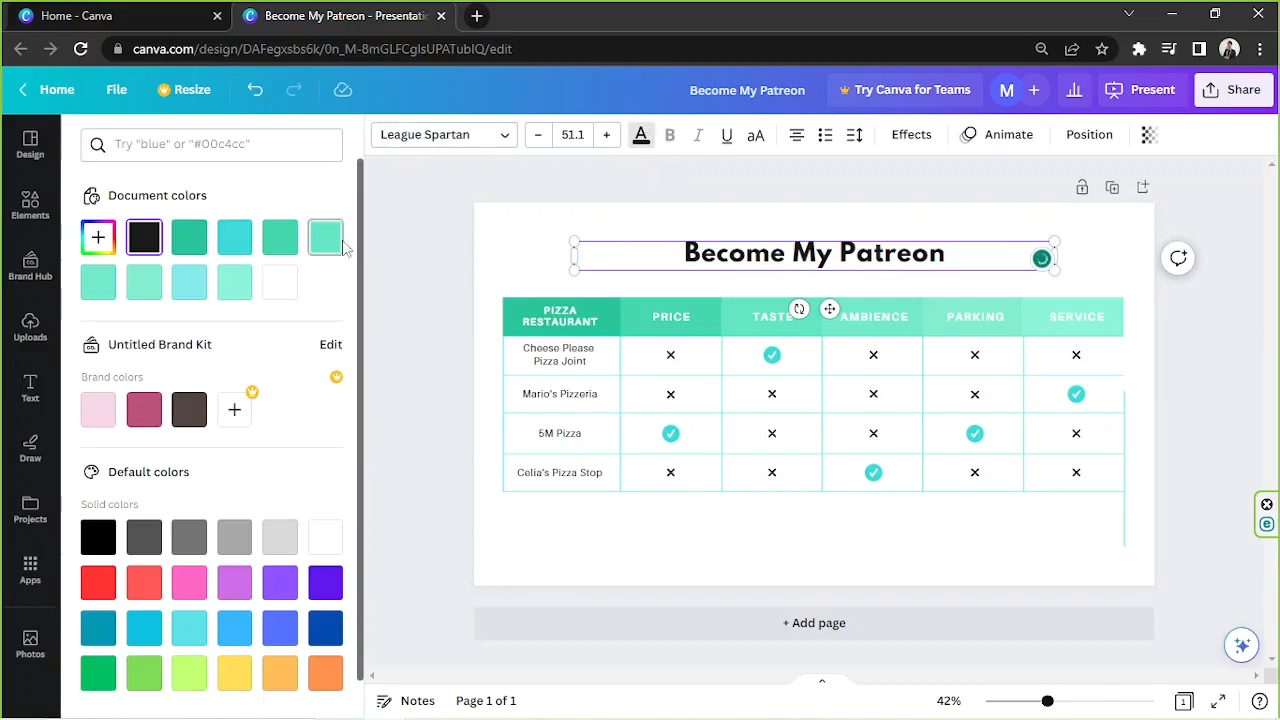 Home - Canva
Become My Patreon - Presentatio
canva.com/design/DAFegxsbs6k/0n_M-8mGLFCglsUPATublQ/edit
Home
File
Resize
Become My Patreon
Try Canva for Teams
M
+
Present
Share
Design
Elements
Brand Hub
Uploads
Text
Draw
Projects
Apps
Photos
Try "blue" or "#00c4cc"
Document colors
Untitled Brand Kit
Edit
Brand colors
Default colors
Solid colors
League Spartan
- 51.1 +
A B I U aA
Effects
Animate
Position
Become My Patreon
PIZZA
RESTAURANT
PRICE
TASTE
AMBIENCE
PARKING
SERVICE
Cheese Please
Pizza Joint
Mario's Pizzeria
5M Pizza
Celia's Pizza Stop
+ Add page
Notes
Page 1 of 1
42%
1